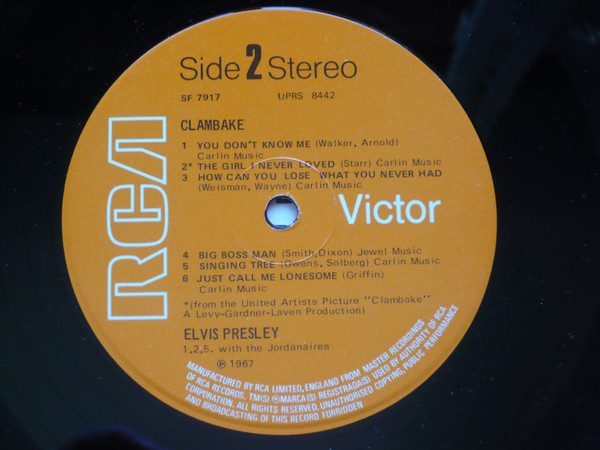 Side 2 Stereo
SF 7917 UPRS 8442
CLAMBAKE
1 YOU DON'T KNOW ME (Walker, Arnold)
Carlin Music
2* THE GIRL I NEVER LOVED (Starr) Carlin Music
3 HOW CAN YOU LOSE WHAT YOU NEVER HAD
(Weisman, Wayne) Carlin Music
RCA
Victor
4 BIG BOSS MAN (Smith,Dixon) Jewel Music
5 SINGING TREE (Owens, Solberg) Carlin Music
6 JUST CALL ME LONESOME (Griffin)
Carlin Music
*(from the United Artists Picture "Clambake"
A Levy-Gardner-Laven Production)
ELVIS PRESLEY
1,2,5. with the Jordanaires
℗ 1967
MANUFACTURED BY RCA LIMITED, ENGLAND FROM MASTER RECORDINGS
OF RCA RECORDS. TM(S) ®MARCA(S) REGISTRADA(S) USED BY AUTHORITY OF RCA
CORPORATION. ALL RIGHTS RESERVED. UNAUTHORISED COPYING, PUBLIC PERFORMANCE
AND BROADCASTING OF THIS RECORD FORBIDDEN